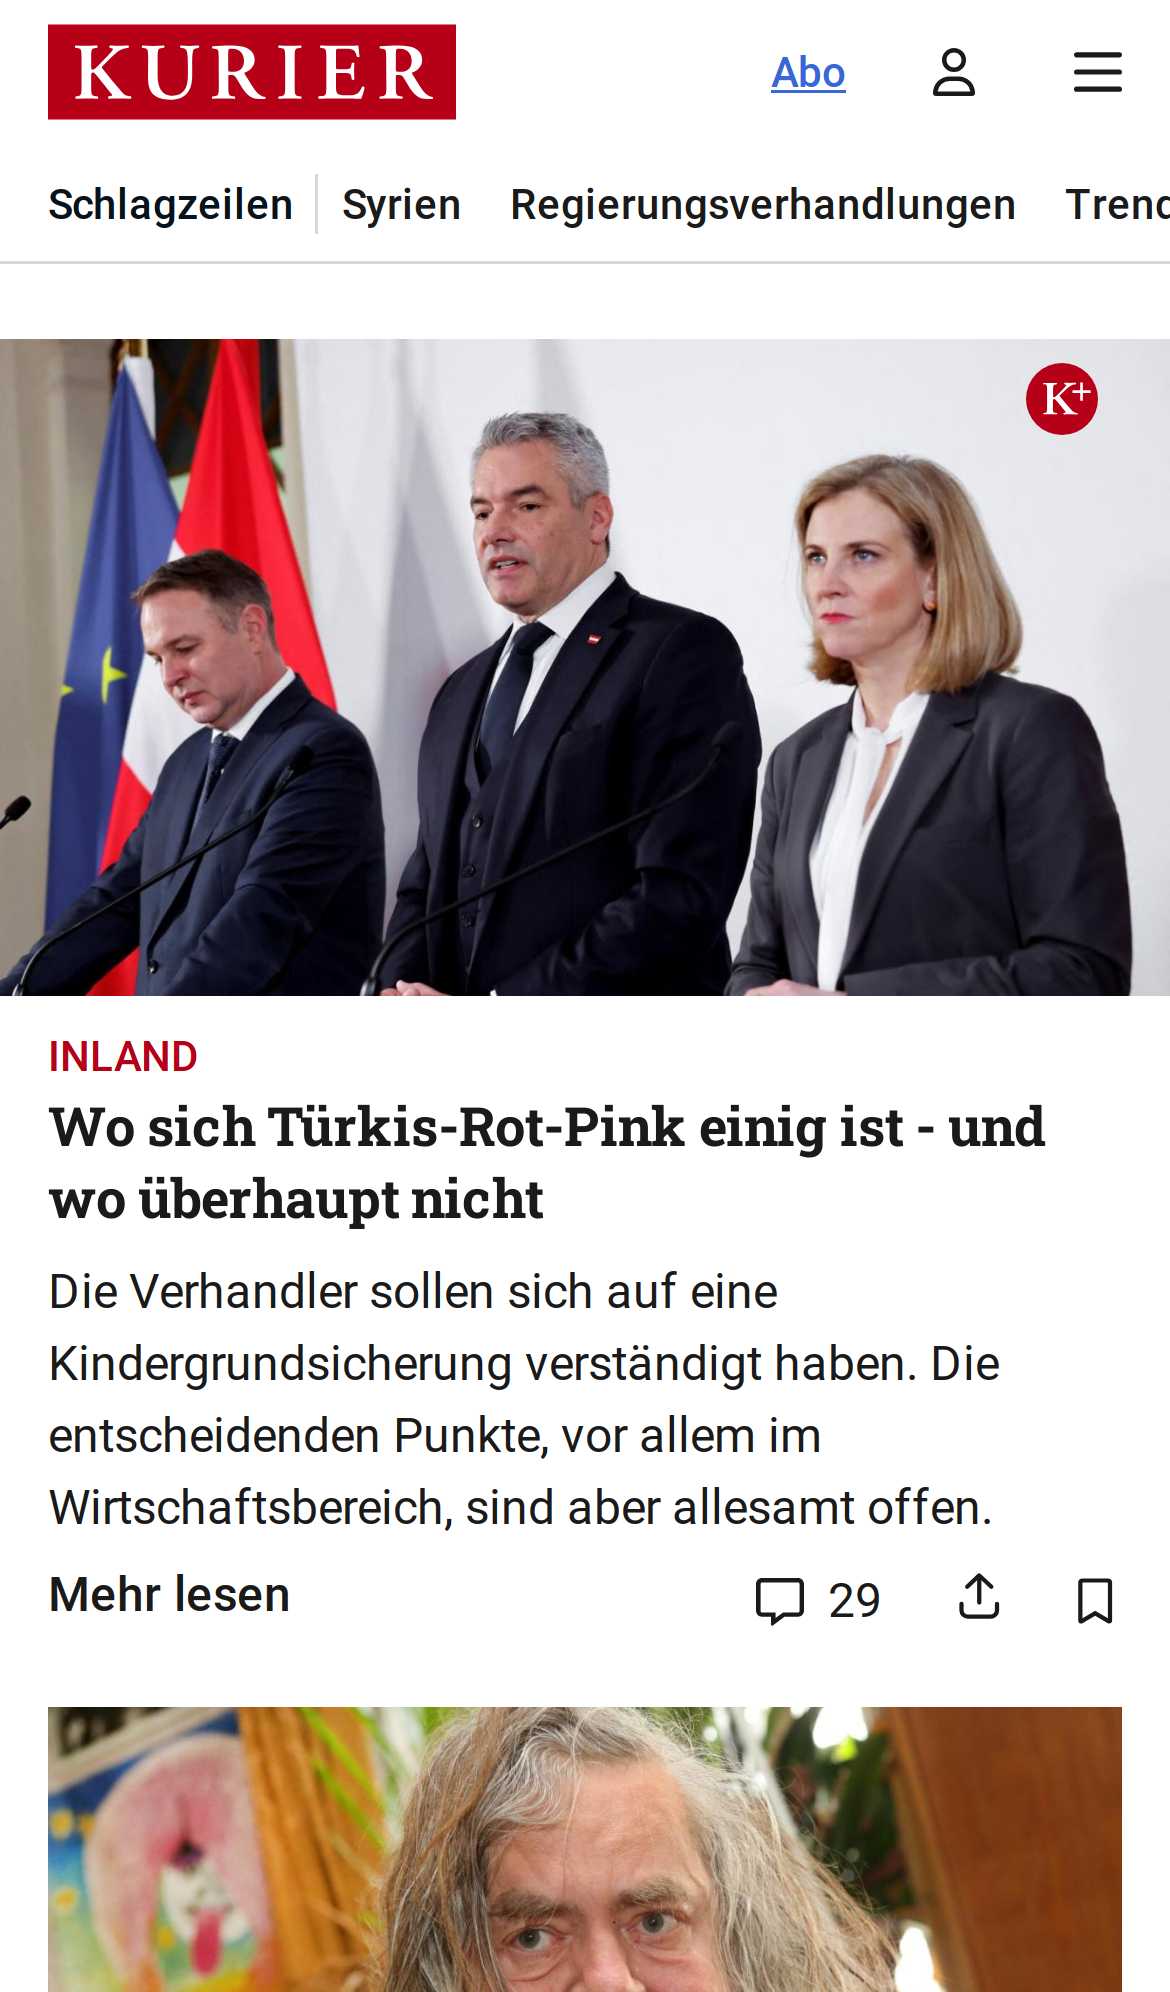 KURIER
Abo
Schlagzeilen
Syrien
Regierungsverhandlungen
Trend
K+
INLAND
Wo sich Türkis-Rot-Pink einig ist - und
wo überhaupt nicht
Die Verhandler sollen sich auf eine
Kindergrundsicherung verständigt haben. Die
entscheidenden Punkte, vor allem im
Wirtschaftsbereich, sind aber allesamt offen.
Mehr lesen
29